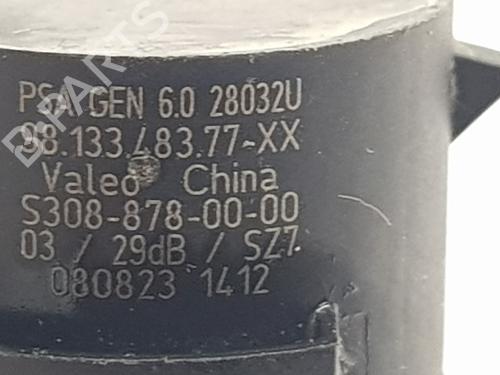 PSA GEN 6.0 28032U
98.133.483.77-XX
Valeo China
S308-878-00-00
03 / 29dB / SZ7
080823 1412
B PARTS